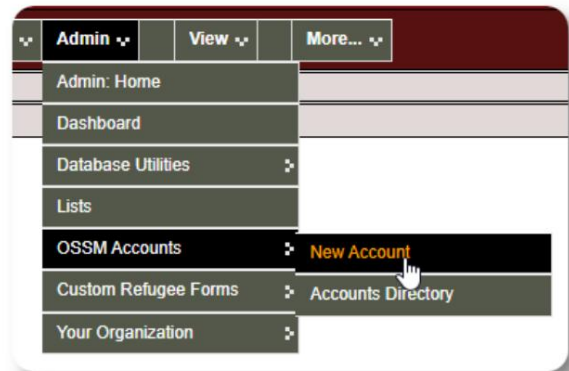 Admin View More...
Admin: Home
Dashboard
Database Utilities
Lists
OSSM Accounts New Account
Custom Refugee Forms Accounts Directory
Your Organization